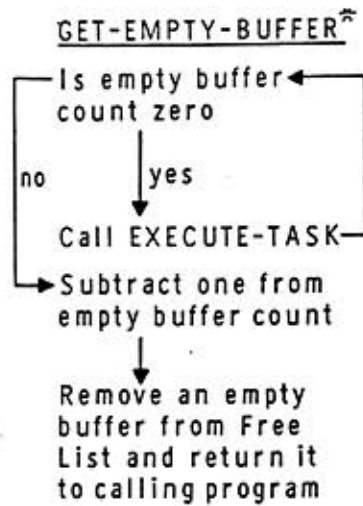 GET-EMPTY-BUFFER
Is empty buffer
count zero
no
yes
Call EXECUTE-TASK
Subtract one from
empty buffer count
Remove an empty
buffer from Free
List and return it
to calling program